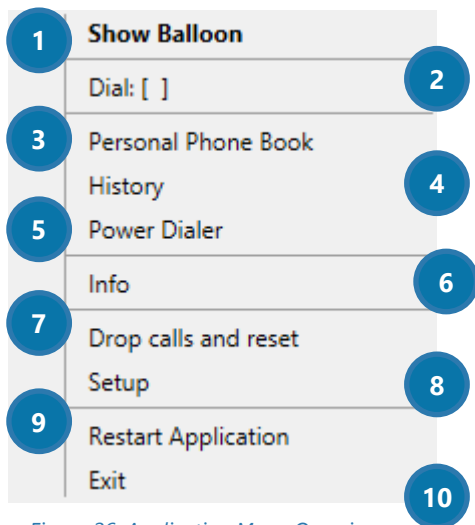 1 Show Balloon
Dial: [ ] 2
3 Personal Phone Book
History 4
5 Power Dialer
Info 6
7 Drop calls and reset
Setup 8
9 Restart Application
Exit 10